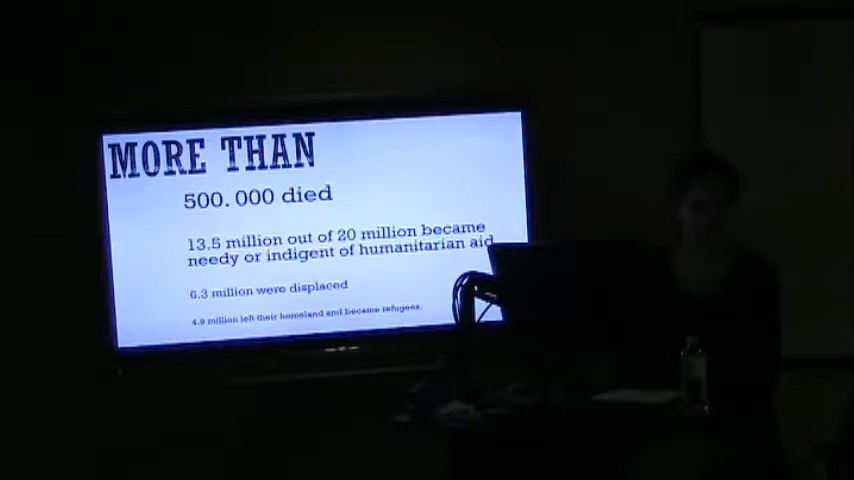 MORE THAN
500.000 died
13.5 million out of 20 million became
needy or indigent of humanitarian aid
6.3 million were displaced
4.9 million left their homeland and became refugees.